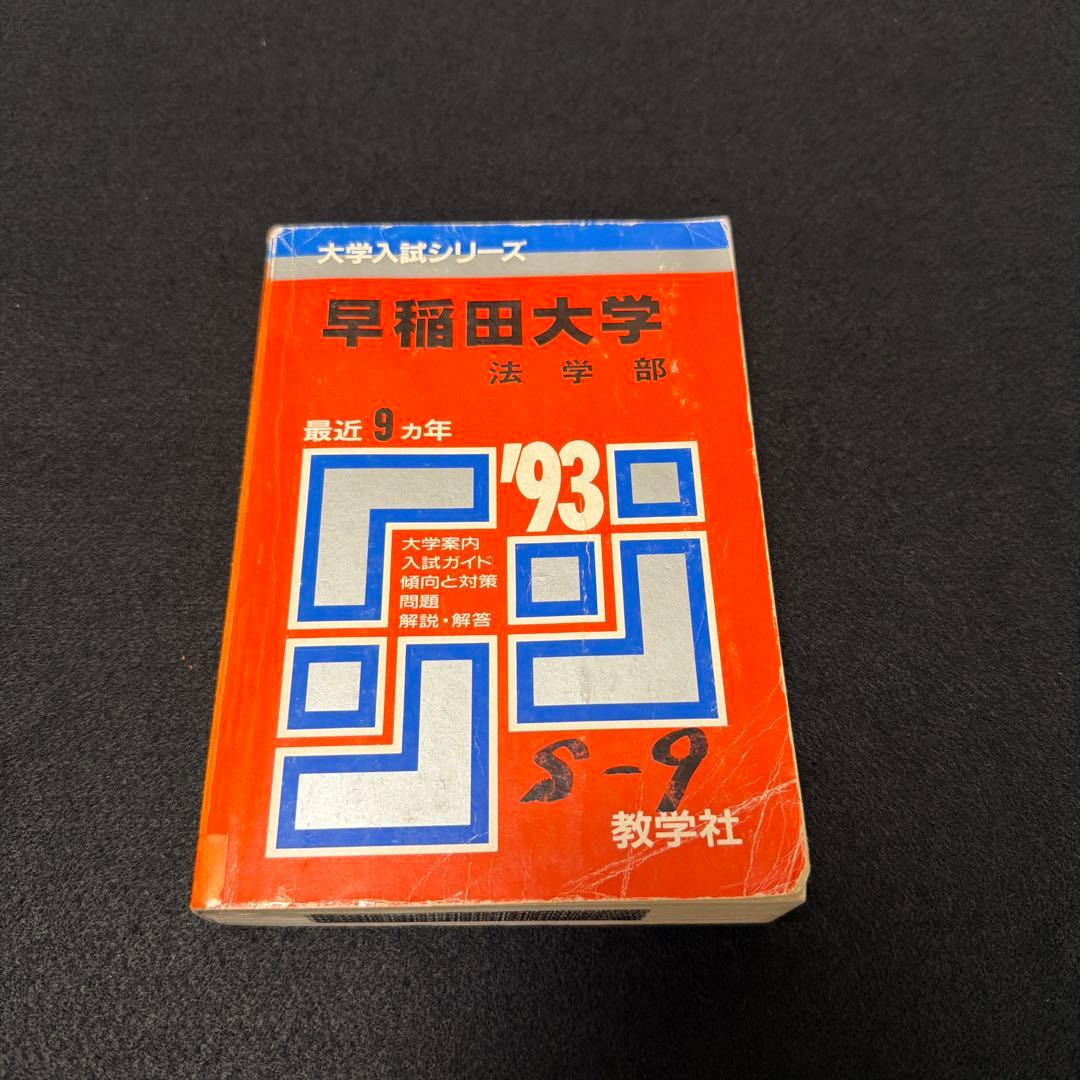 大学入試シリーズ
早稲田大学
法学部
最近9ヵ年
'93
大学案内
入試ガイド
傾向と対策
問題
解説・解答
S-9
教学社